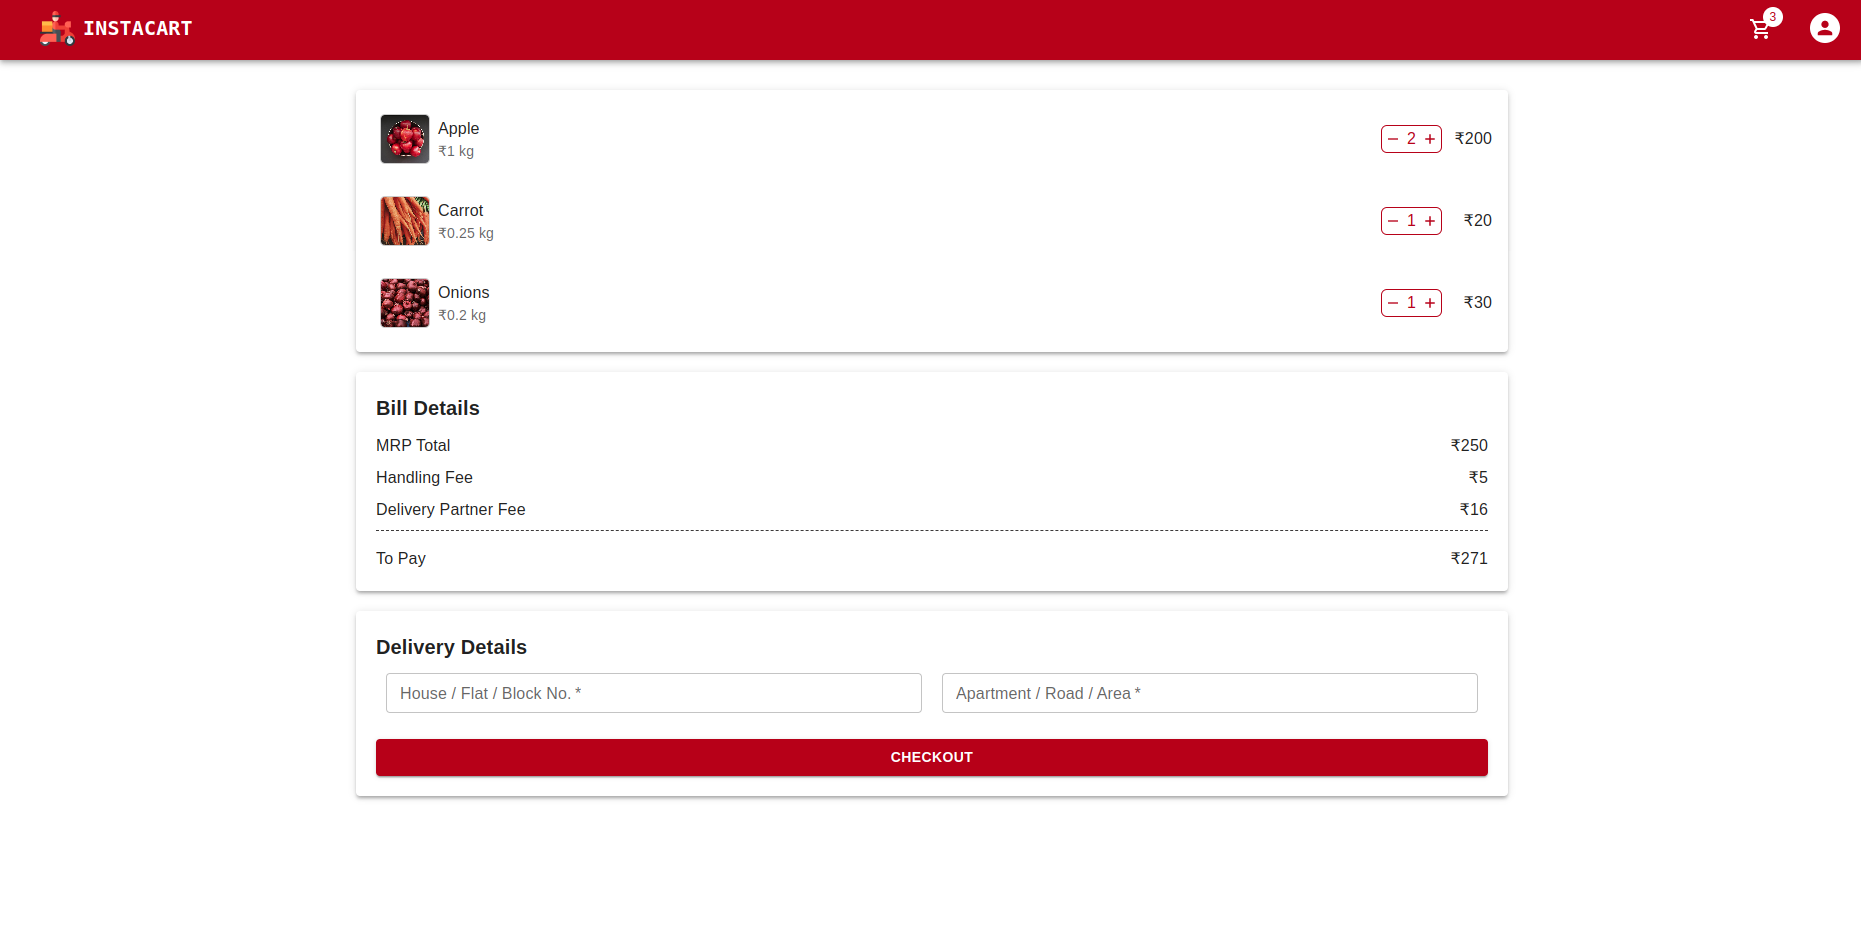 INSTACART
3
Apple
₹1 kg
2
₹200
Carrot
₹0.25 kg
1
₹20
Onions
₹0.2 kg
1
₹30
Bill Details
MRP Total ₹250
Handling Fee ₹5
Delivery Partner Fee ₹16
To Pay ₹271
Delivery Details
House / Flat / Block No. * Apartment / Road / Area *
CHECKOUT